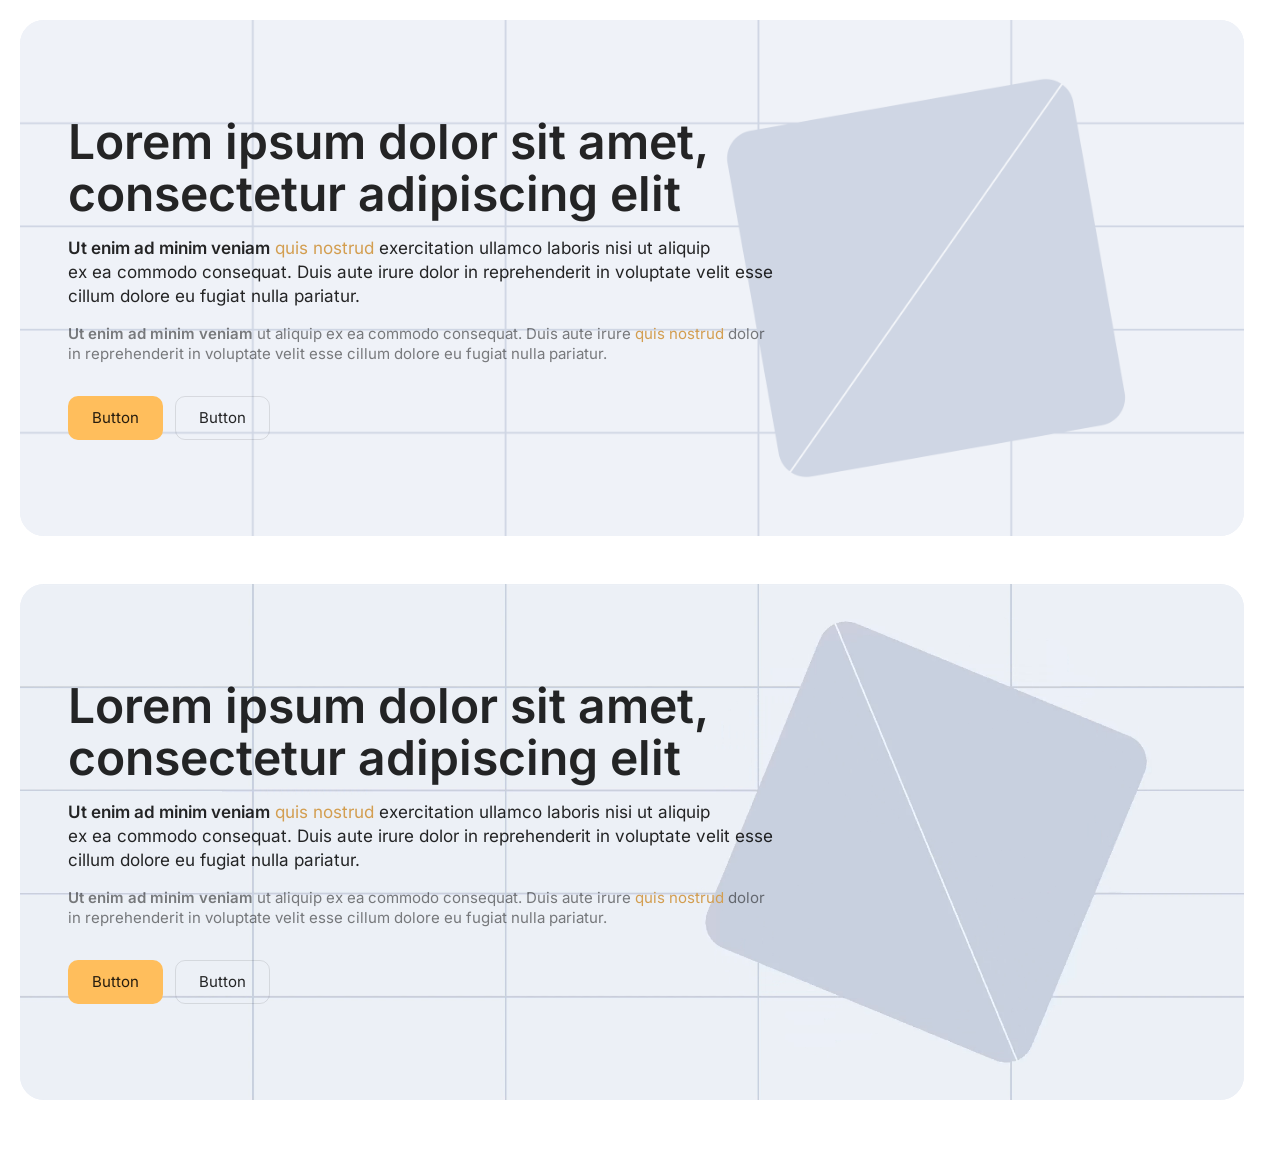 Lorem ipsum dolor sit amet,
consectetur adipiscing elit
Ut enim ad minim veniam quis nostrud exercitation ullamco laboris nisi ut aliquip
ex ea commodo consequat. Duis aute irure dolor in reprehenderit in voluptate velit esse
cillum dolore eu fugiat nulla pariatur.
Ut enim ad minim veniam ut aliquip ex ea commodo consequat. Duis aute irure quis nostrud dolor
in reprehenderit in voluptate velit esse cillum dolore eu fugiat nulla pariatur.
Button Button
Lorem ipsum dolor sit amet,
consectetur adipiscing elit
Ut enim ad minim veniam quis nostrud exercitation ullamco laboris nisi ut aliquip
ex ea commodo consequat. Duis aute irure dolor in reprehenderit in voluptate velit esse
cillum dolore eu fugiat nulla pariatur.
Ut enim ad minim veniam ut aliquip ex ea commodo consequat. Duis aute irure quis nostrud dolor
in reprehenderit in voluptate velit esse cillum dolore eu fugiat nulla pariatur.
Button Button